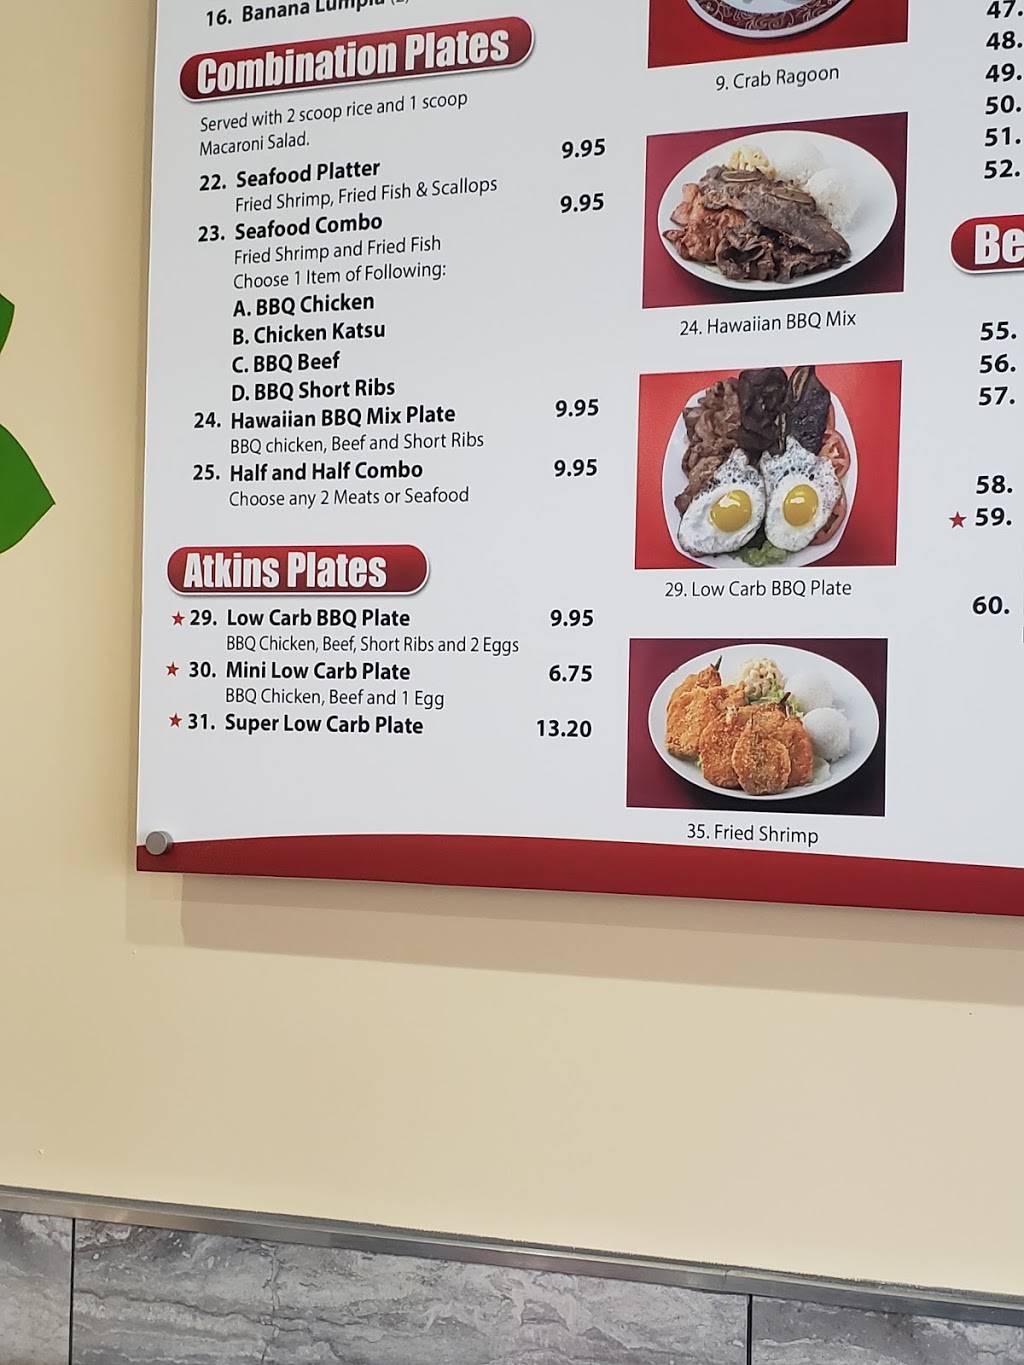 16. Banana Lumpia
Combination Plates
Served with 2 scoop rice and 1 scoop
Macaroni Salad.
22. Seafood Platter 9.95
Fried Shrimp, Fried Fish & Scallops
23. Seafood Combo 9.95
Fried Shrimp and Fried Fish
Choose 1 Item of Following:
A. BBQ Chicken
B. Chicken Katsu
C. BBQ Beef
D. BBQ Short Ribs
24. Hawaiian BBQ Mix Plate 9.95
BBQ chicken, Beef and Short Ribs
25. Half and Half Combo 9.95
Choose any 2 Meats or Seafood
Atkins Plates
★ 29. Low Carb BBQ Plate 9.95
BBQ Chicken, Beef, Short Ribs and 2 Eggs
★ 30. Mini Low Carb Plate 6.75
BBQ Chicken, Beef and 1 Egg
★ 31. Super Low Carb Plate 13.20
9. Crab Ragoon
24. Hawaiian BBQ Mix
29. Low Carb BBQ Plate
35. Fried Shrimp
47.
48.
49.
50.
51.
52.
Be
55.
56.
57.
58.
★ 59.
60.